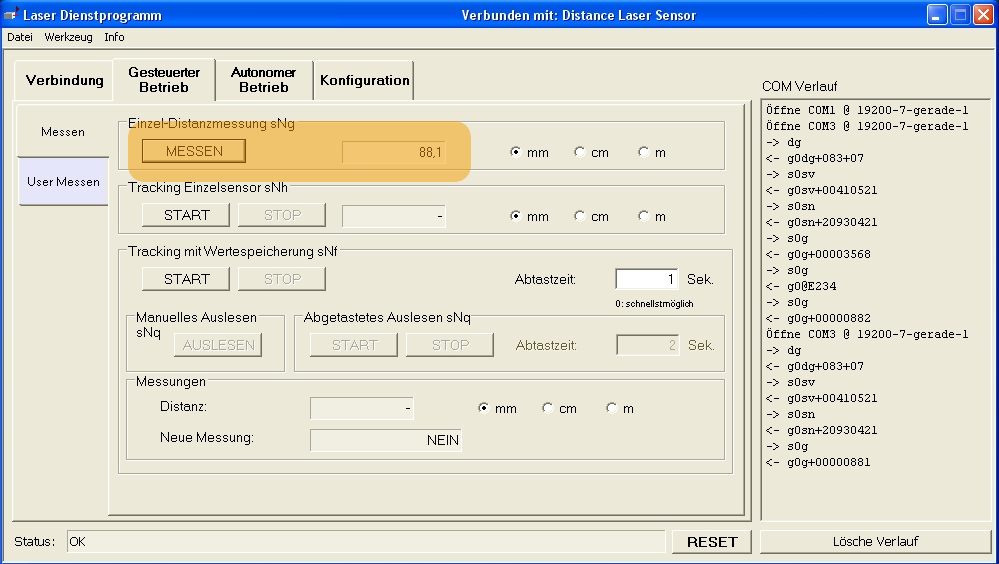 Laser Dienstprogramm Verbunden mit: Distance Laser Sensor
Datei Werkzeug Info
Verbindung
Gesteuerter Betrieb
Autonomer Betrieb
Konfiguration
Messen
User Messen
Einzel-Distanzmessung sNg
MESSEN 88,1 mm cm m
Tracking Einzelsensor sNh
START STOP - mm cm m
Tracking mit Wertespeicherung sNf
START STOP Abtastzeit: 1 Sek.
0: schnellstmöglich
Manuelles Auslesen
sNq AUSLESEN
Abgetastetes Auslesen sNq
START STOP Abtastzeit: 2 Sek.
Messungen
Distanz: - mm cm m
Neue Messung: NEIN
COM Verlauf
Öffne COM1 @ 19200-7-gerade-1
Öffne COM3 @ 19200-7-gerade-1
-> dg
<- g0dg+083+07
-> s0sv
<- g0sv+00410521
-> s0sn
<- g0sn+20930421
-> s0g
<- g0g+00003568
-> s0g
<- g0@E234
-> s0g
<- g0g+00000882
Öffne COM3 @ 19200-7-gerade-1
-> dg
<- g0dg+083+07
-> s0sv
<- g0sv+00410521
-> s0sn
<- g0sn+20930421
-> s0g
<- g0g+00000881
Status: OK RESET Lösche Verlauf